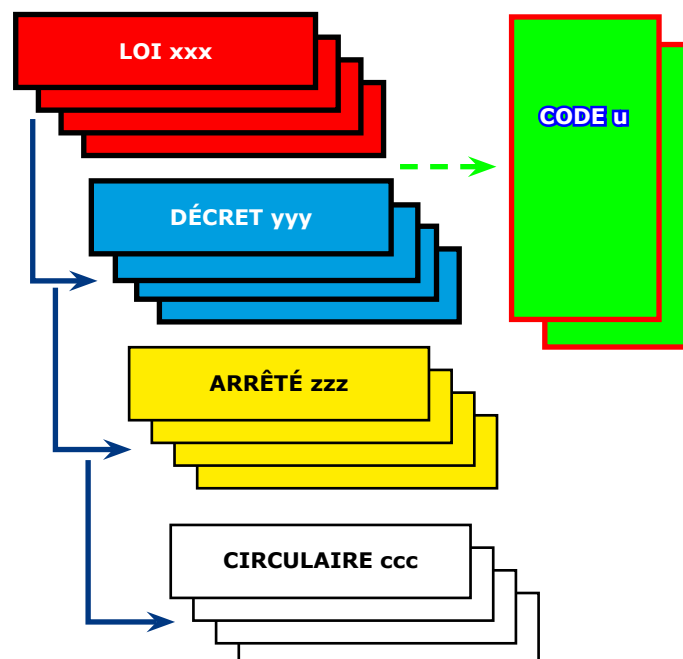 LOI xxx
CODE u
DÉCRET yyy
ARRÊTÉ zzz
CIRCULAIRE ccc